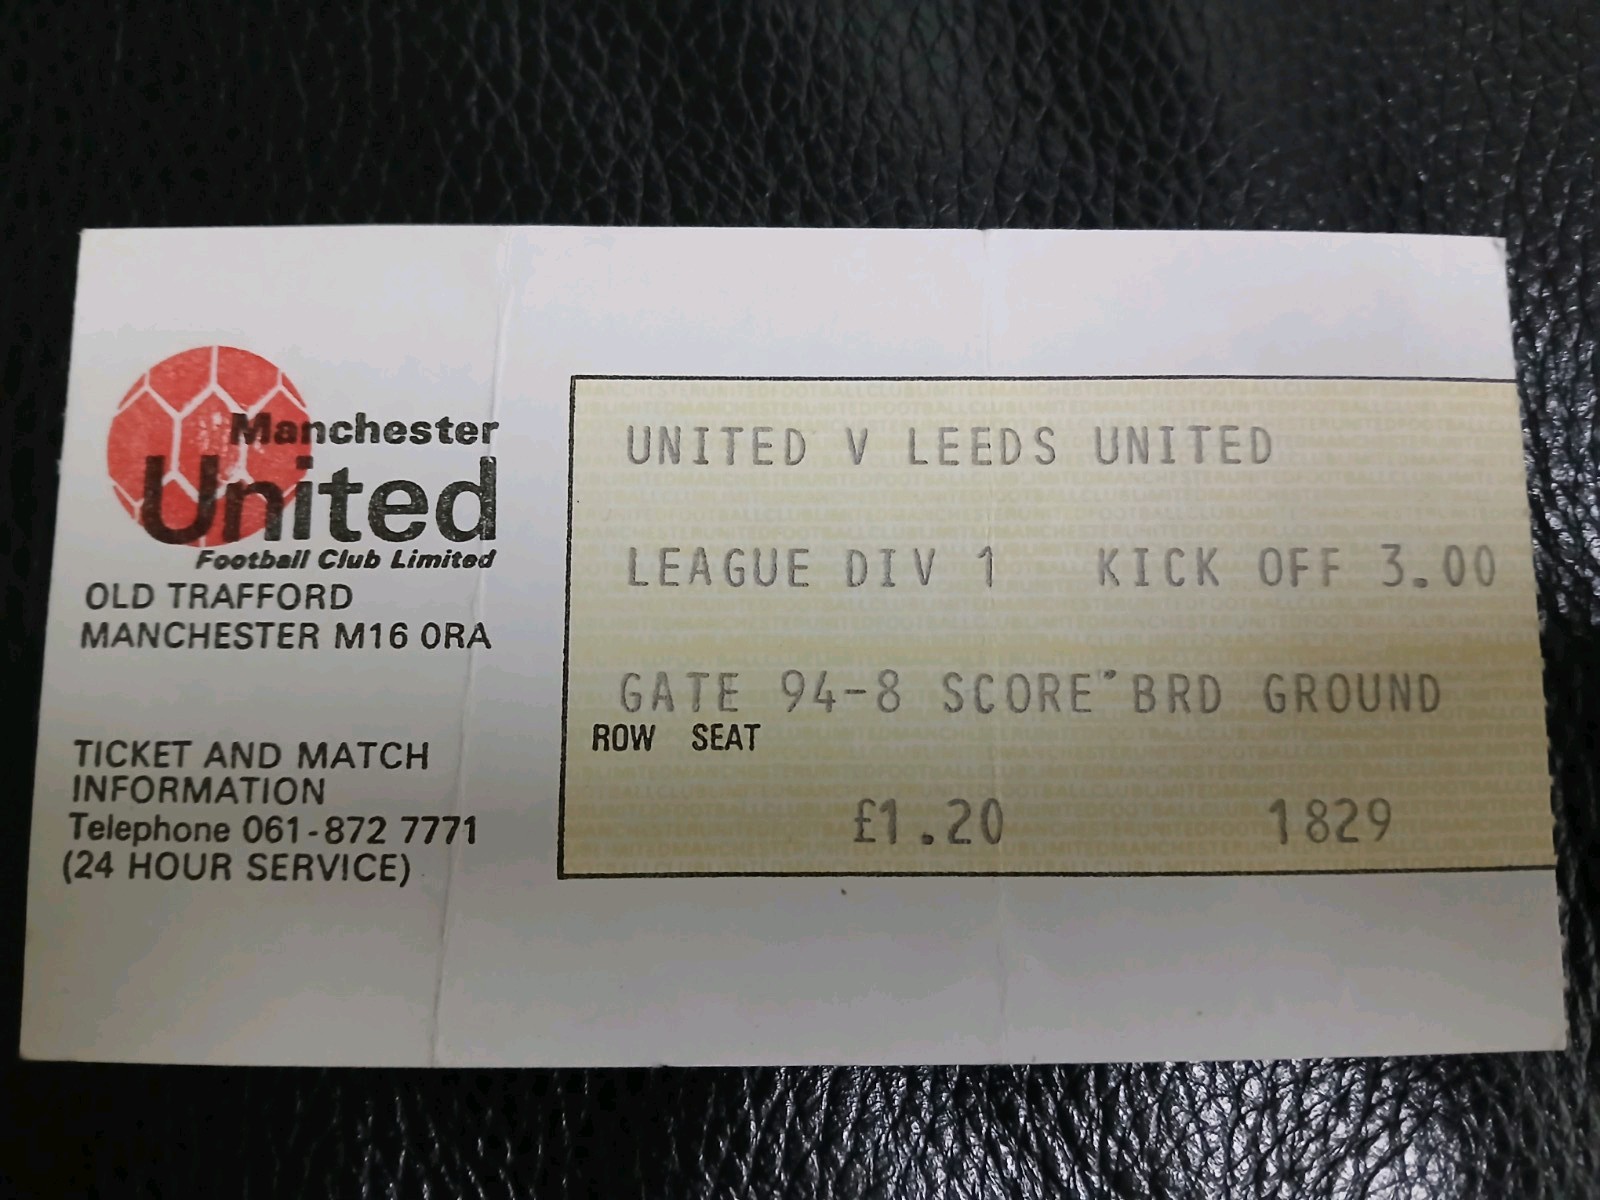 Manchester
United
Football Club Limited
OLD TRAFFORD
MANCHESTER M16 0RA
TICKET AND MATCH
INFORMATION
Telephone 061-872 7771
(24 HOUR SERVICE)
UNITED V LEEDS UNITED
LEAGUE DIV 1 KICK OFF 3.00
GATE 94-8 SCORE BRD GROUND
ROW SEAT
£1.20 1829